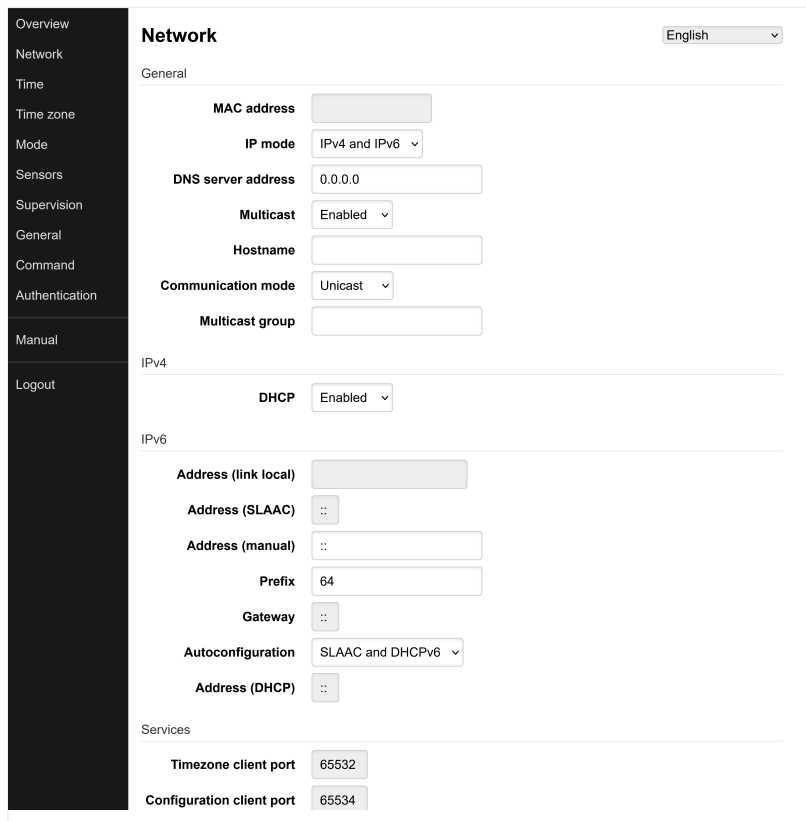 Overview
Network
Time
Time zone
Mode
Sensors
Supervision
General
Command
Authentication
Manual
Logout
Network
English
General
MAC address
IP mode IPv4 and IPv6
DNS server address 0.0.0.0
Multicast Enabled
Hostname
Communication mode Unicast
Multicast group
IPv4
DHCP Enabled
IPv6
Address (link local)
Address (SLAAC) ::
Address (manual) ::
Prefix 64
Gateway ::
Autoconfiguration SLAAC and DHCPv6
Address (DHCP) ::
Services
Timezone client port 65532
Configuration client port 65534